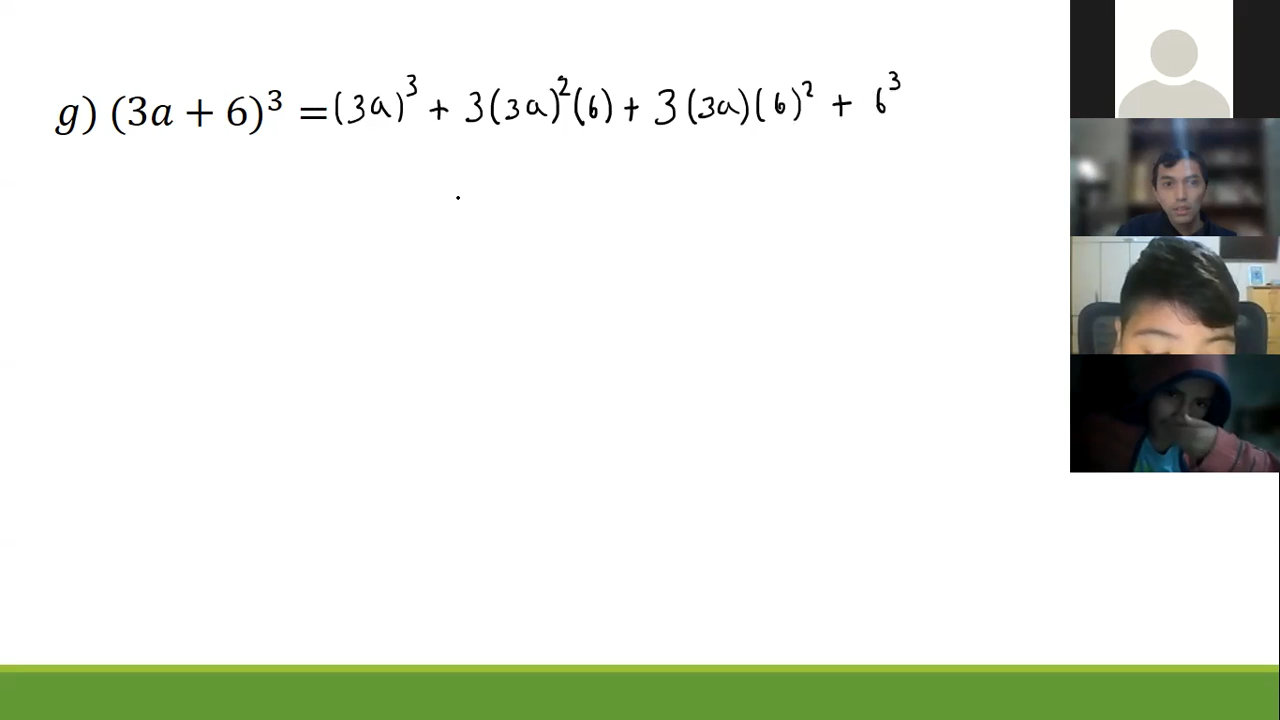 g) (3a + 6)³ = (3a)³ + 3(3a)²(6) + 3(3a)(6)² + 6³